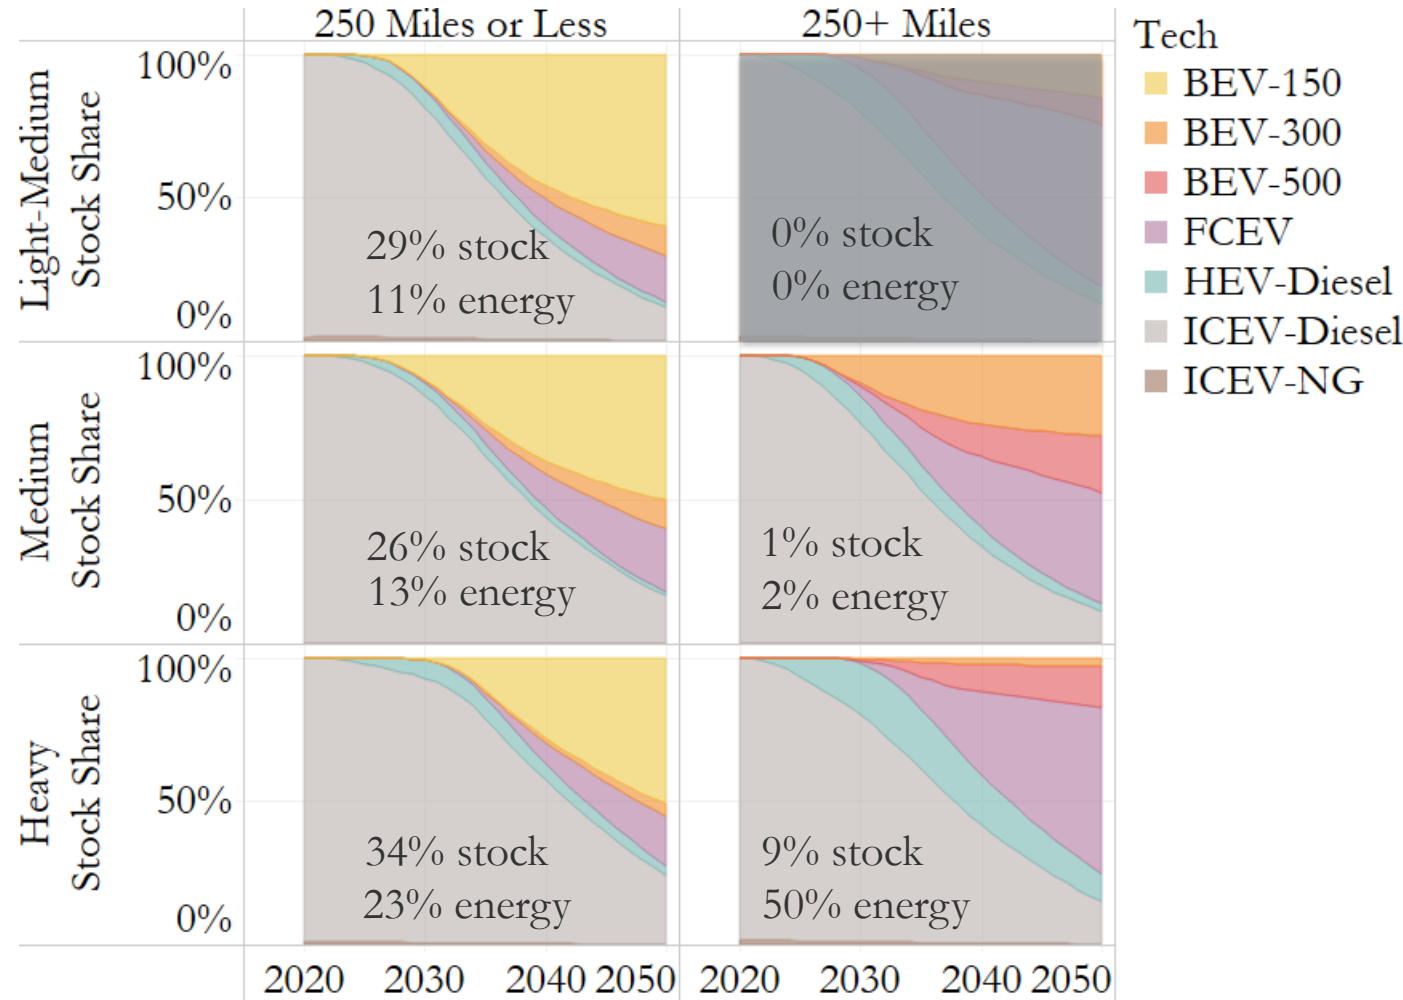 250 Miles or Less
250+ Miles
Tech
BEV-150
BEV-300
BEV-500
FCEV
HEV-Diesel
ICEV-Diesel
ICEV-NG
Light-Medium
Stock Share
100%
50%
0%
29% stock
11% energy
0% stock
0% energy
Medium
Stock Share
100%
50%
0%
26% stock
13% energy
1% stock
2% energy
Heavy
Stock Share
100%
50%
0%
34% stock
23% energy
9% stock
50% energy
2020 2030 2040 2050
2020 2030 2040 2050